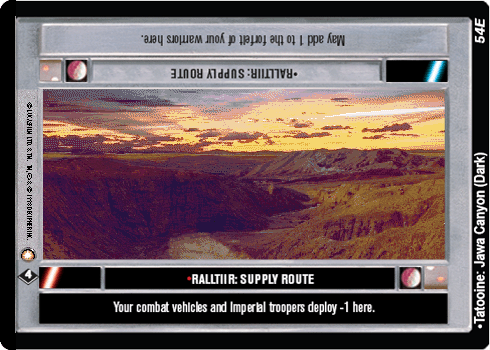 May add 1 to the forfeit of your warriors here.
•RALLTIIR: SUPPLY ROUTE
•RALLTIIR: SUPPLY ROUTE
Your combat vehicles and Imperial troopers deploy -1 here.
54E
•Tatooine: Jawa Canyon (Dark)